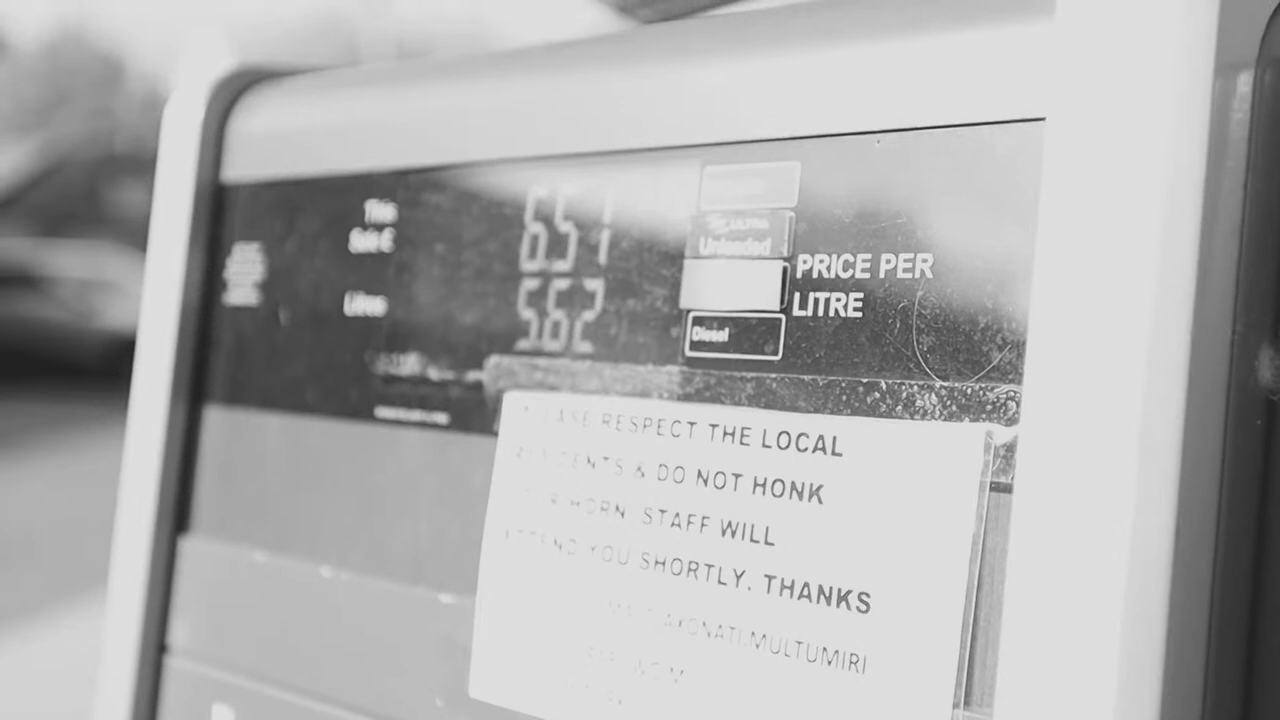 This
Sale €
Litres
651
562
ULTRA
Unleaded
Diesel
PRICE PER
LITRE
PLEASE RESPECT THE LOCAL
RESIDENTS & DO NOT HONK
YOUR HORN. STAFF WILL
ATTEND YOU SHORTLY. THANKS
MULTUMIRI